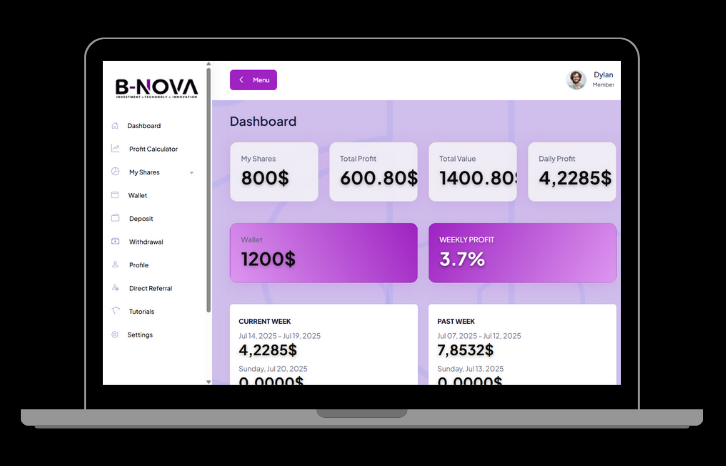 B-NOVA
INVESTMENT • TECHONOLY • INNOVATION
Menu
Dylan
Member
Dashboard
Profit Calculator
My Shares
Wallet
Deposit
Withdrawal
Profile
Direct Referral
Tutorials
Settings
Dashboard
My Shares
800$
Total Profit
600.80$
Total Value
1400.80$
Daily Profit
4,2285$
Wallet
1200$
WEEKLY PROFIT
3.7%
CURRENT WEEK
Jul 14, 2025 - Jul 19, 2025
4,2285$
Sunday, Jul 20, 2025
0,0000$
PAST WEEK
Jul 07, 2025 - Jul 12, 2025
7,8532$
Sunday, Jul 13, 2025
0,0000$